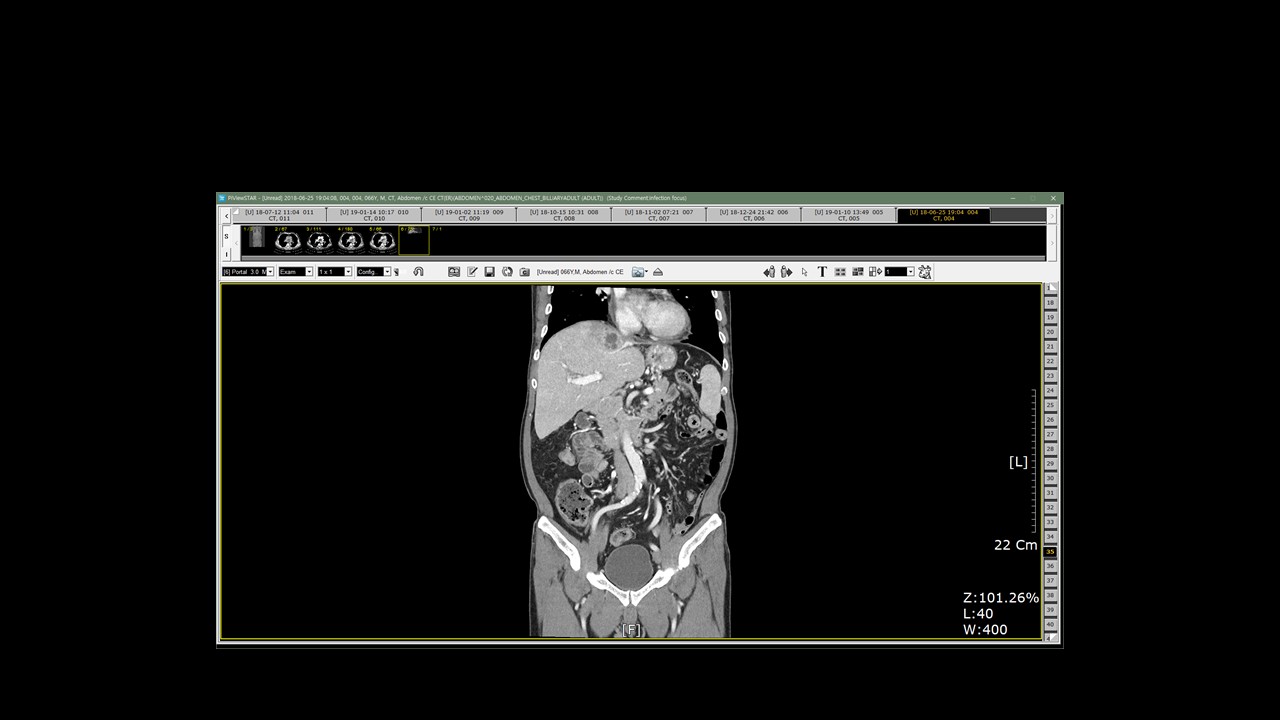 PiViewSTAR - [Unread] 2018-06-25 19:04:08, 004, 004, 066Y, M, CT, Abdomen /c CE CT(ER)(ABDOMEN^020_ABDOMEN_CHEST_BILLIARYADULT (ADULT)) (Study Comment:infection focus)
[U] 18-07-12 11:04 011
CT, 011
[U] 19-01-14 10:17 010
CT, 010
[U] 19-01-02 11:19 009
CT, 009
[U] 18-10-15 10:31 008
CT, 008
[U] 18-11-02 07:21 007
CT, 007
[U] 18-12-24 21:42 006
CT, 006
[U] 19-01-10 13:49 005
CT, 005
[U] 18-06-25 19:04 004
CT, 004
S
I
2 / 67
3 / 111
5 / 66
7 / 1
[6] Portal 3.0 M
Exam
1 x 1
Config.
[Unread] 066Y,M, Abdomen /c CE
T
1
18
19
20
21
22
23
24
25
26
27
28
29
30
31
32
33
34
35
36
37
38
39
40
[L]
22 Cm
Z:101.26%
L:40
W:400
[F]